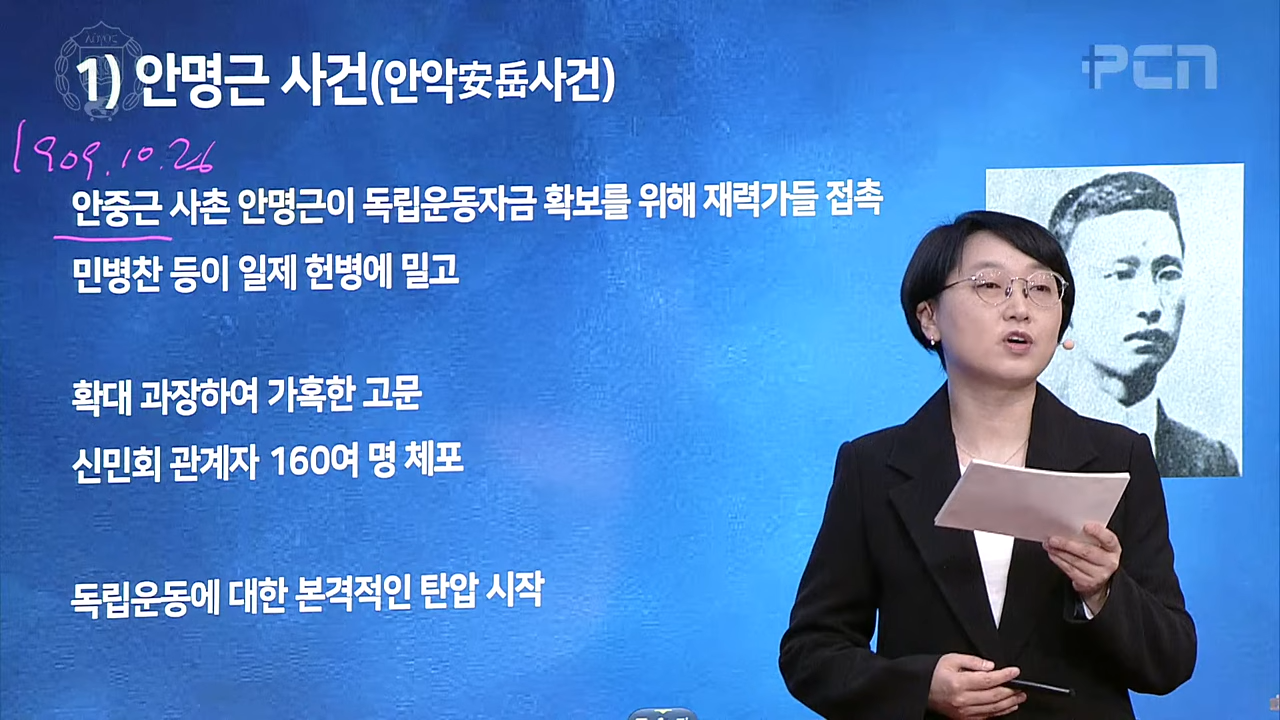 1) 안명근 사건(안악安岳사건)
PCN
1909.10.26
안중근 사촌 안명근이 독립운동자금 확보를 위해 재력가들 접촉
민병찬 등이 일제 헌병에 밀고
확대 과장하여 가혹한 고문
신민회 관계자 160여 명 체포
독립운동에 대한 본격적인 탄압 시작